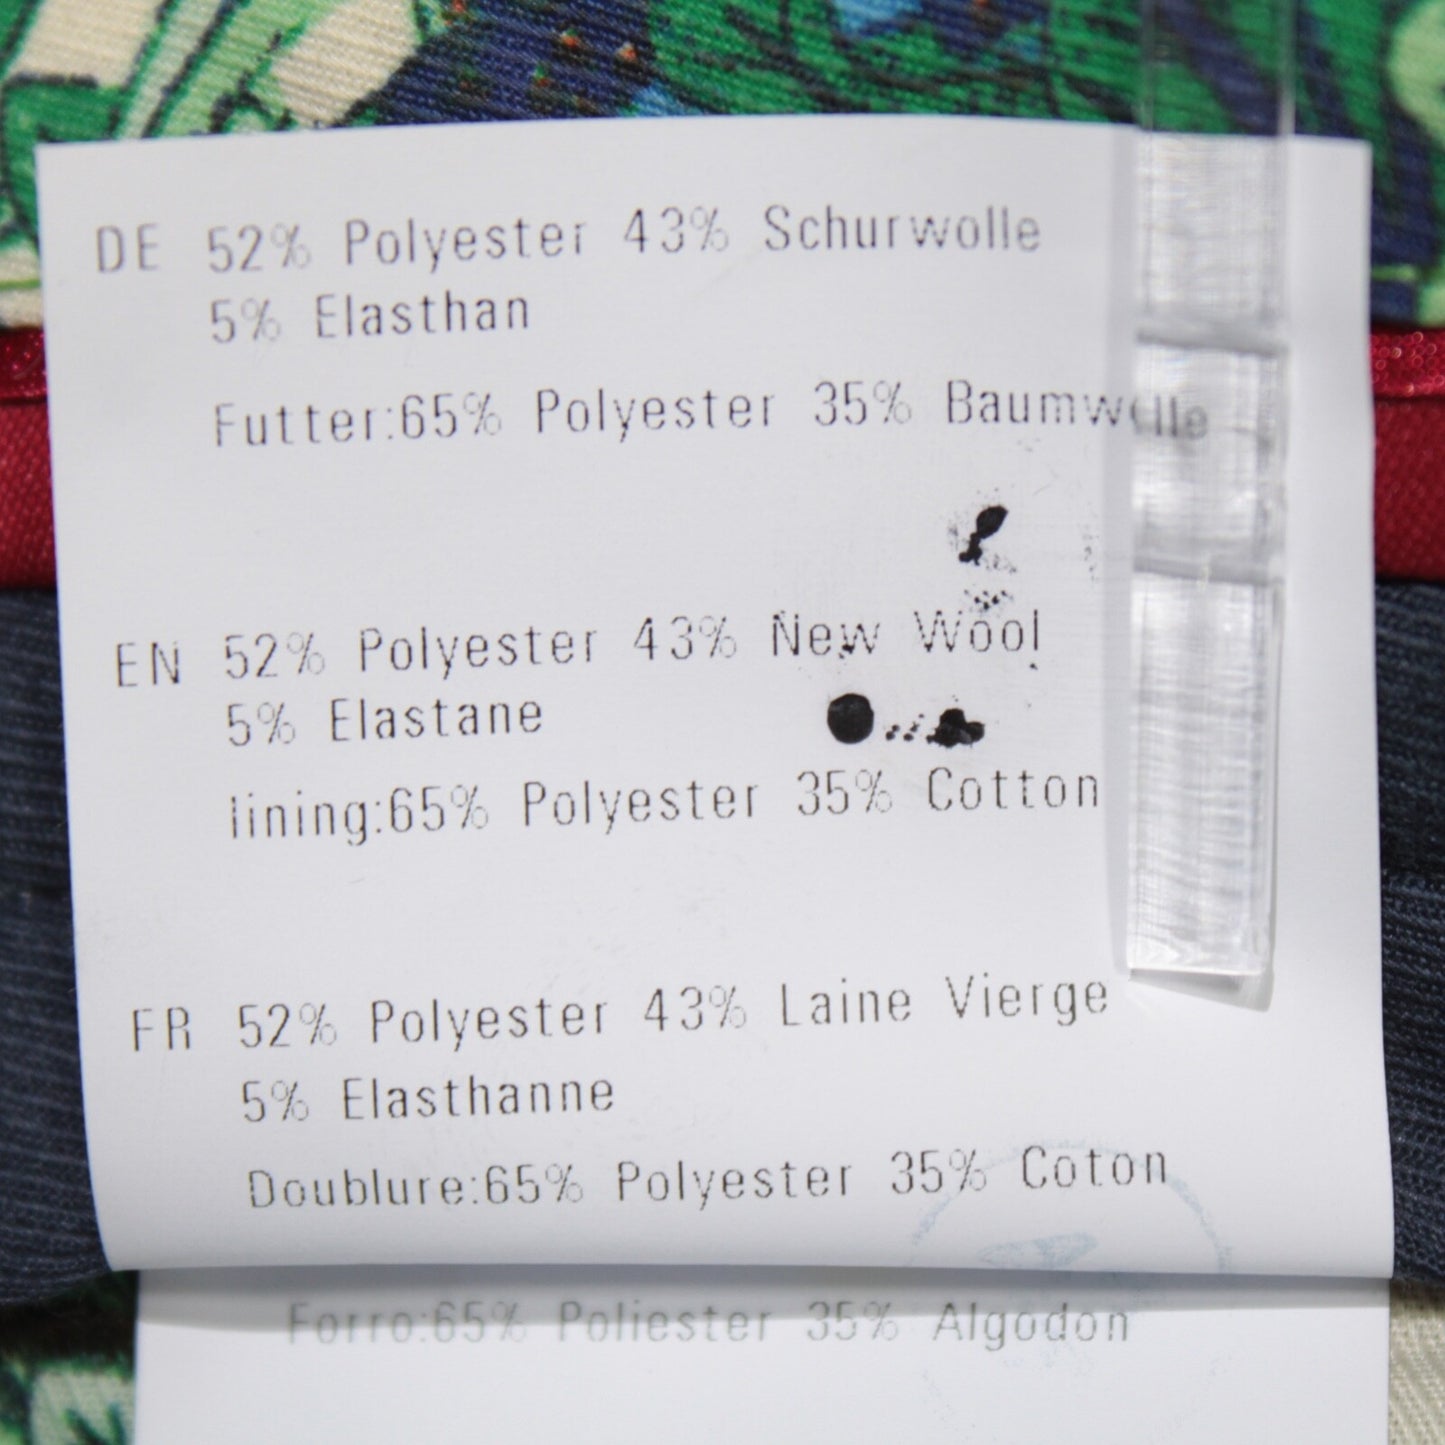 DE 52% Polyester 43% Schurwolle
5% Elasthan
Futter:65% Polyester 35% Baumwolle
EN 52% Polyester 43% New Wool
5% Elastane
lining:65% Polyester 35% Cotton
FR 52% Polyester 43% Laine Vierge
5% Elasthanne
Doublure:65% Polyester 35% Coton
Forro:65% Poliester 35% Algodon